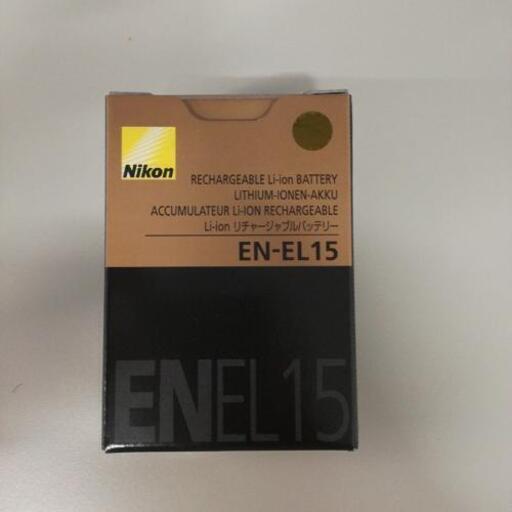 Nikon
RECHARGEABLE Li-ion BATTERY
LITHIUM-IONEN-AKKU
ACCUMULATEUR Li-ION RECHARGEABLE
Li-ion リチャージャブルバッテリー
EN-EL15
ENEL15